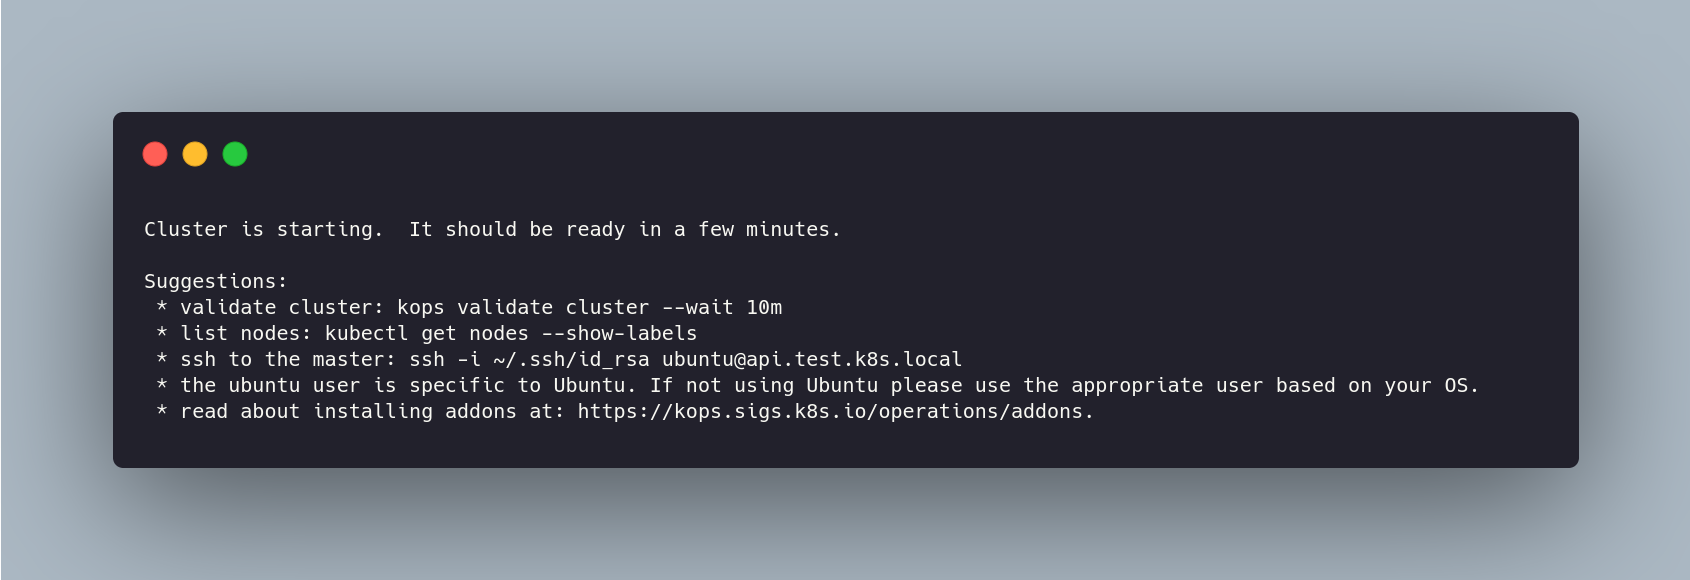 Cluster is starting.  It should be ready in a few minutes.
Suggestions:
 * validate cluster: kops validate cluster --wait 10m
 * list nodes: kubectl get nodes --show-labels
 * ssh to the master: ssh -i ~/.ssh/id_rsa ubuntu@api.test.k8s.local
 * the ubuntu user is specific to Ubuntu. If not using Ubuntu please use the appropriate user based on your OS.
 * read about installing addons at: https://kops.sigs.k8s.io/operations/addons.